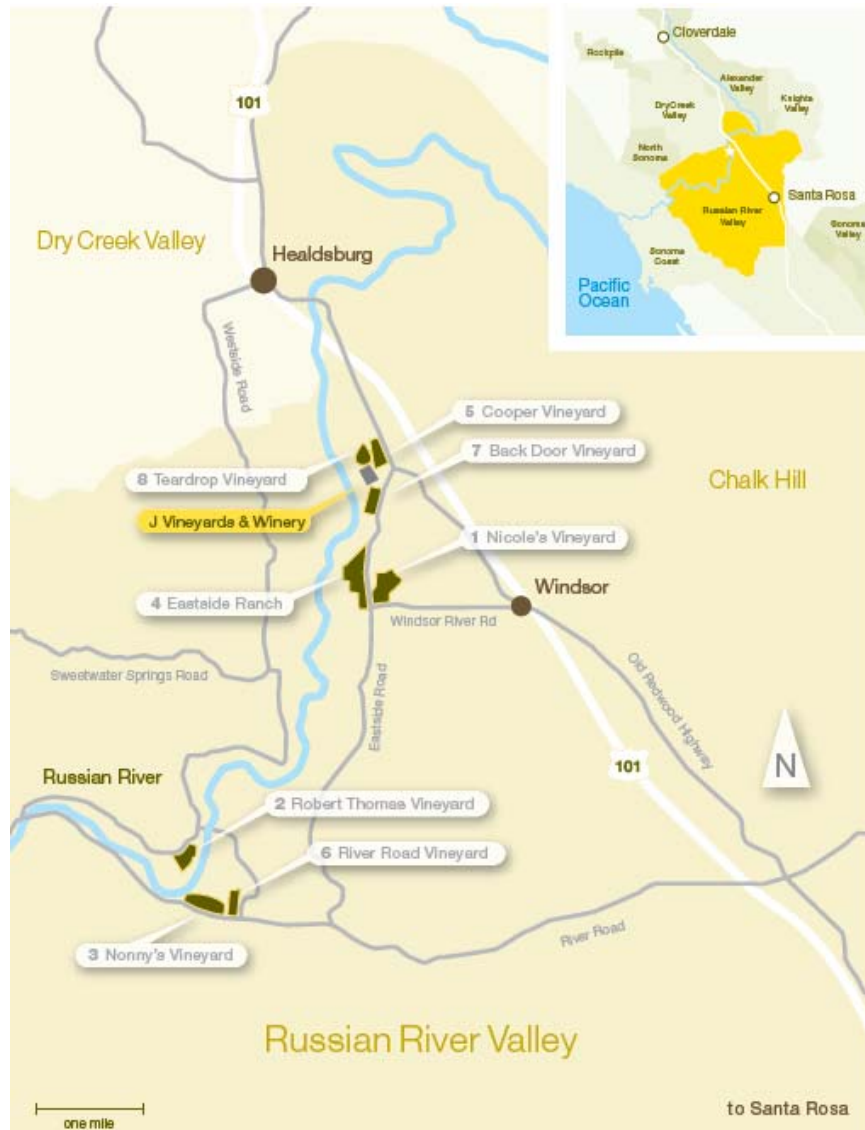 Cloverdale
Rockpile
Alexander
Valley
Knights
Valley
DryCreek
Valley
North
Sonoma
Santa Rosa
Russian River
Valley
Sonoma
Valley
Sonoma
Coast
Pacific
Ocean
101
Dry Creek Valley
Healdsburg
Westside Road
5 Cooper Vineyard
7 Back Door Vineyard
8 Teardrop Vineyard
Chalk Hill
J Vineyards & Winery
1 Nicole's Vineyard
4 Eastside Ranch
Windsor
Windsor River Rd
Sweetwater Springs Road
Eastside Road
Old Redwood Highway
N
Russian River
101
2 Robert Thomas Vineyard
6 River Road Vineyard
River Road
3 Nonny's Vineyard
Russian River Valley
one mile
to Santa Rosa